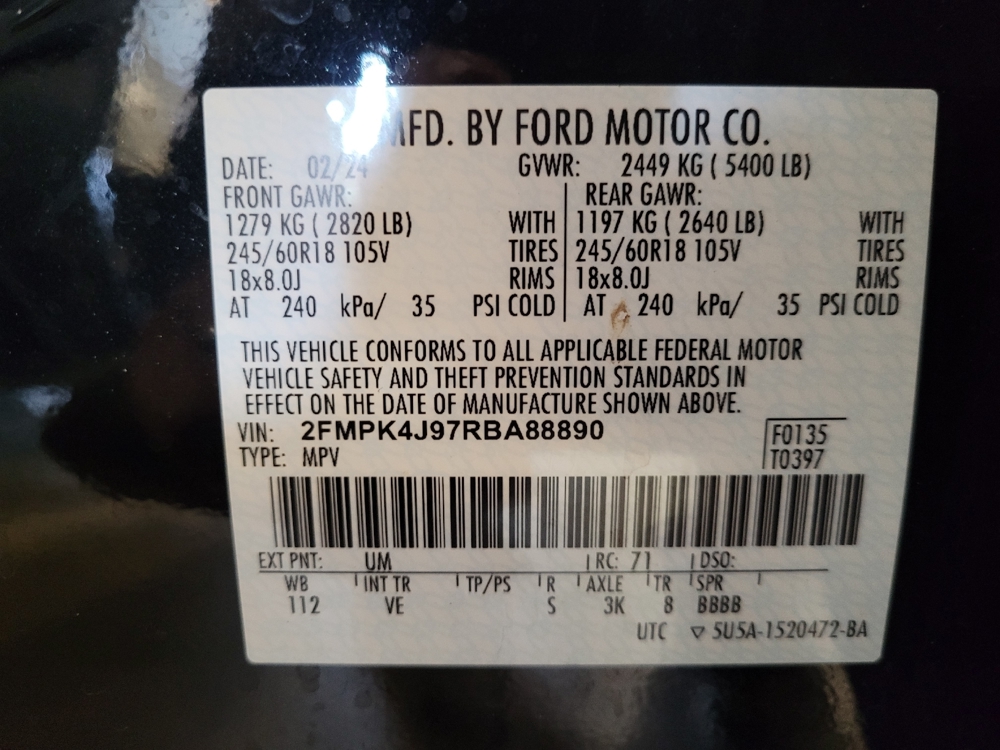 MFD. BY FORD MOTOR CO.
DATE: 02/24 GVWR: 2449 KG ( 5400 LB)
FRONT GAWR: REAR GAWR:
1279 KG ( 2820 LB) WITH 1197 KG ( 2640 LB) WITH
245/60R18 105V TIRES 245/60R18 105V TIRES
18x8.0J RIMS 18x8.0J RIMS
AT 240 kPa/ 35 PSI COLD AT 240 kPa/ 35 PSI COLD
THIS VEHICLE CONFORMS TO ALL APPLICABLE FEDERAL MOTOR
VEHICLE SAFETY AND THEFT PREVENTION STANDARDS IN
EFFECT ON THE DATE OF MANUFACTURE SHOWN ABOVE.
VIN: 2FMPK4J97RBA88890 F0135
TYPE: MPV T0397
EXT PNT: UM RC: 71 DSO:
WB INT TR TP/PS R AXLE TR SPR
112 VE S 3K 8 BBBB
UTC ▽ 5U5A-1520472-BA